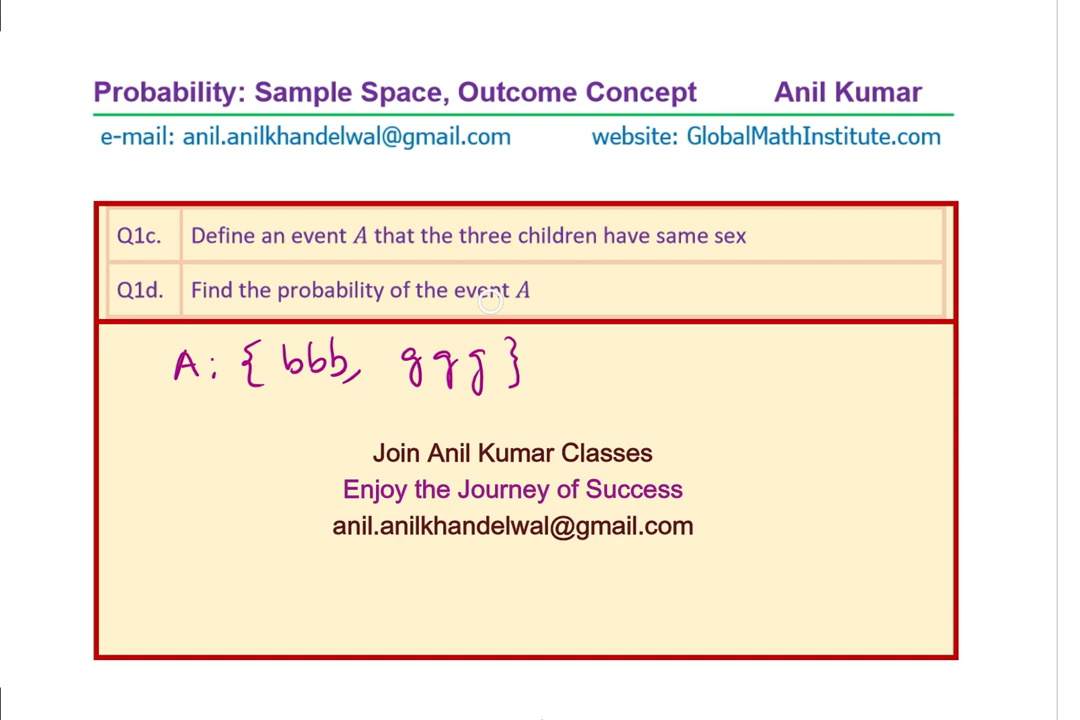 Probability: Sample Space, Outcome Concept Anil Kumar
e-mail: anil.anilkhandelwal@gmail.com website: GlobalMathInstitute.com
Q1c. Define an event A that the three children have same sex
Q1d. Find the probability of the event A
A: { bbb, ggg }
Join Anil Kumar Classes
Enjoy the Journey of Success
anil.anilkhandelwal@gmail.com